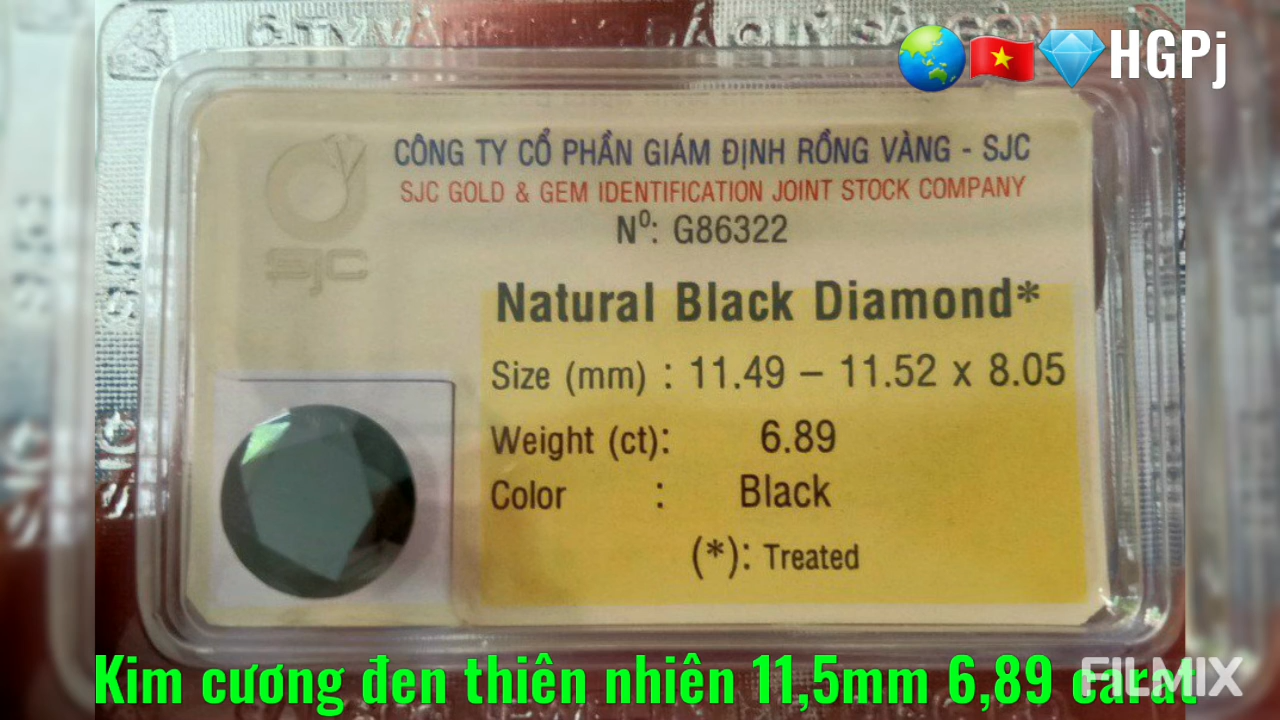 HGPj
CÔNG TY CỔ PHẦN GIÁM ĐỊNH RỒNG VÀNG - SJC
SJC GOLD & GEM IDENTIFICATION JOINT STOCK COMPANY
Nº: G86322
SJC
Natural Black Diamond*
Size (mm) : 11.49 – 11.52 x 8.05
Weight (ct): 6.89
Color : Black
(*): Treated
Kim cương đen thiên nhiên 11,5mm 6,89 carat
FILMIX